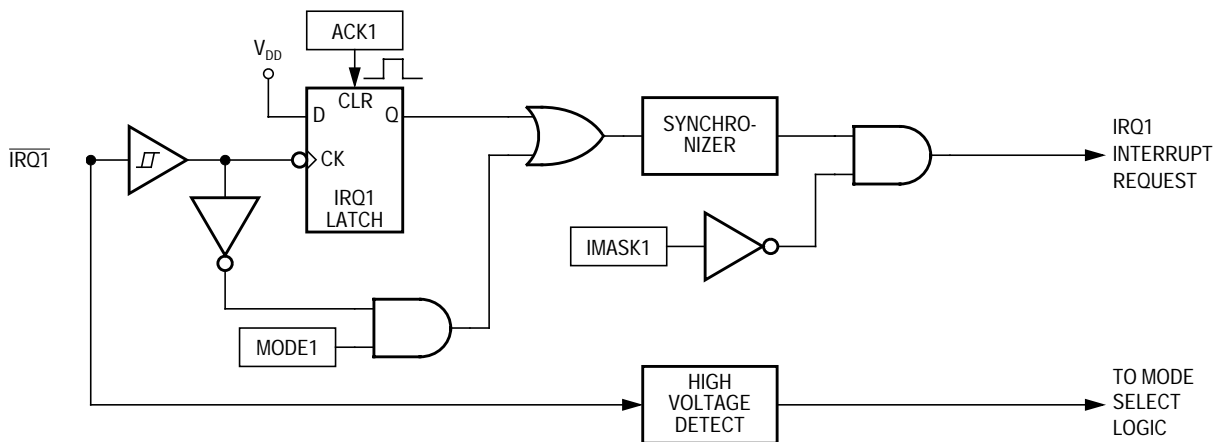 ACK1
V_DD
CLR
D
Q
CK
IRQ1
LATCH
IRQ1
SYNCHRO-
NIZER
IRQ1
INTERRUPT
REQUEST
IMASK1
MODE1
HIGH
VOLTAGE
DETECT
TO MODE
SELECT
LOGIC